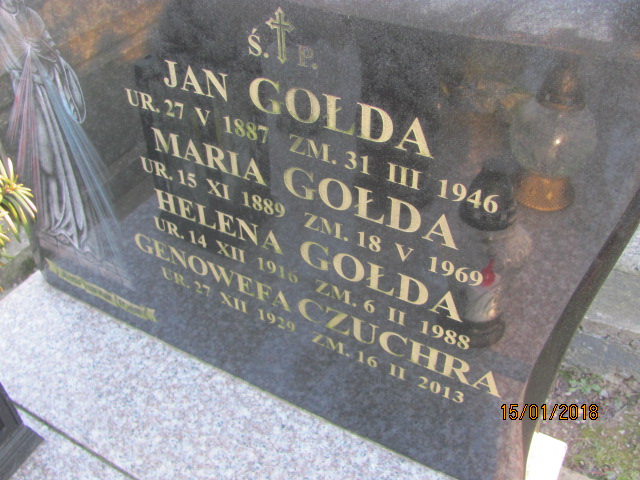 Ś. P.
JAN GOŁDA
UR. 27 V 1887 ZM. 31 III 1946
MARIA GOŁDA
UR. 15 XI 1889 ZM. 18 V 1969
HELENA GOŁDA
UR. 14 XII 1916 ZM. 6 II 1988
GENOWEFA CZUCHRA
UR. 27 XII 1929 ZM. 16 II 2013
15/01/2018